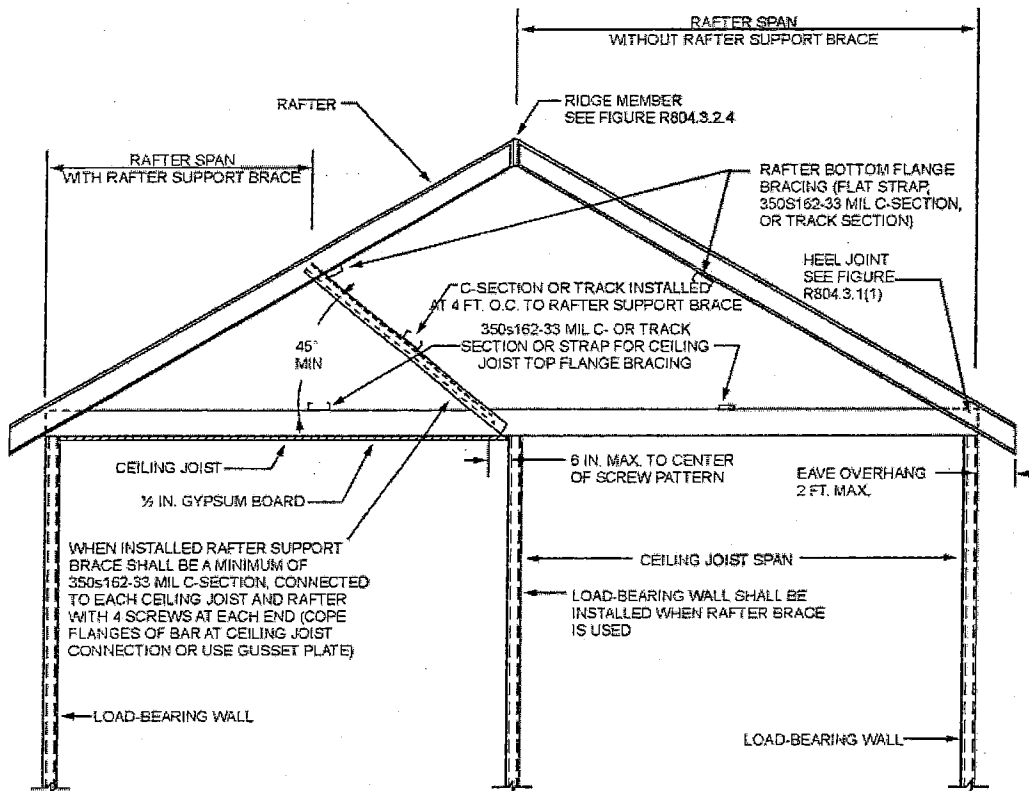 RAFTER SPAN
WITHOUT RAFTER SUPPORT BRACE
RAFTER
RIDGE MEMBER
SEE FIGURE R804.3.2.4
RAFTER SPAN
WITH RAFTER SUPPORT BRACE
RAFTER BOTTOM FLANGE
BRACING (FLAT STRAP,
350S162-33 MIL C-SECTION,
OR TRACK SECTION)
HEEL JOINT
SEE FIGURE
R804.3.1(1)
C-SECTION OR TRACK INSTALLED
AT 4 FT. O.C. TO RAFTER SUPPORT BRACE
350s162-33 MIL C- OR TRACK
SECTION OR STRAP FOR CEILING
JOIST TOP FLANGE BRACING
45°
MIN
CEILING JOIST
½ IN. GYPSUM BOARD
6 IN. MAX. TO CENTER
OF SCREW PATTERN
EAVE OVERHANG
2 FT. MAX.
WHEN INSTALLED RAFTER SUPPORT
BRACE SHALL BE A MINIMUM OF
350s162-33 MIL C-SECTION, CONNECTED
TO EACH CEILING JOIST AND RAFTER
WITH 4 SCREWS AT EACH END (COPE
FLANGES OF BAR AT CEILING JOIST
CONNECTION OR USE GUSSET PLATE)
CEILING JOIST SPAN
LOAD-BEARING WALL SHALL BE
INSTALLED WHEN RAFTER BRACE
IS USED
LOAD-BEARING WALL
LOAD-BEARING WALL